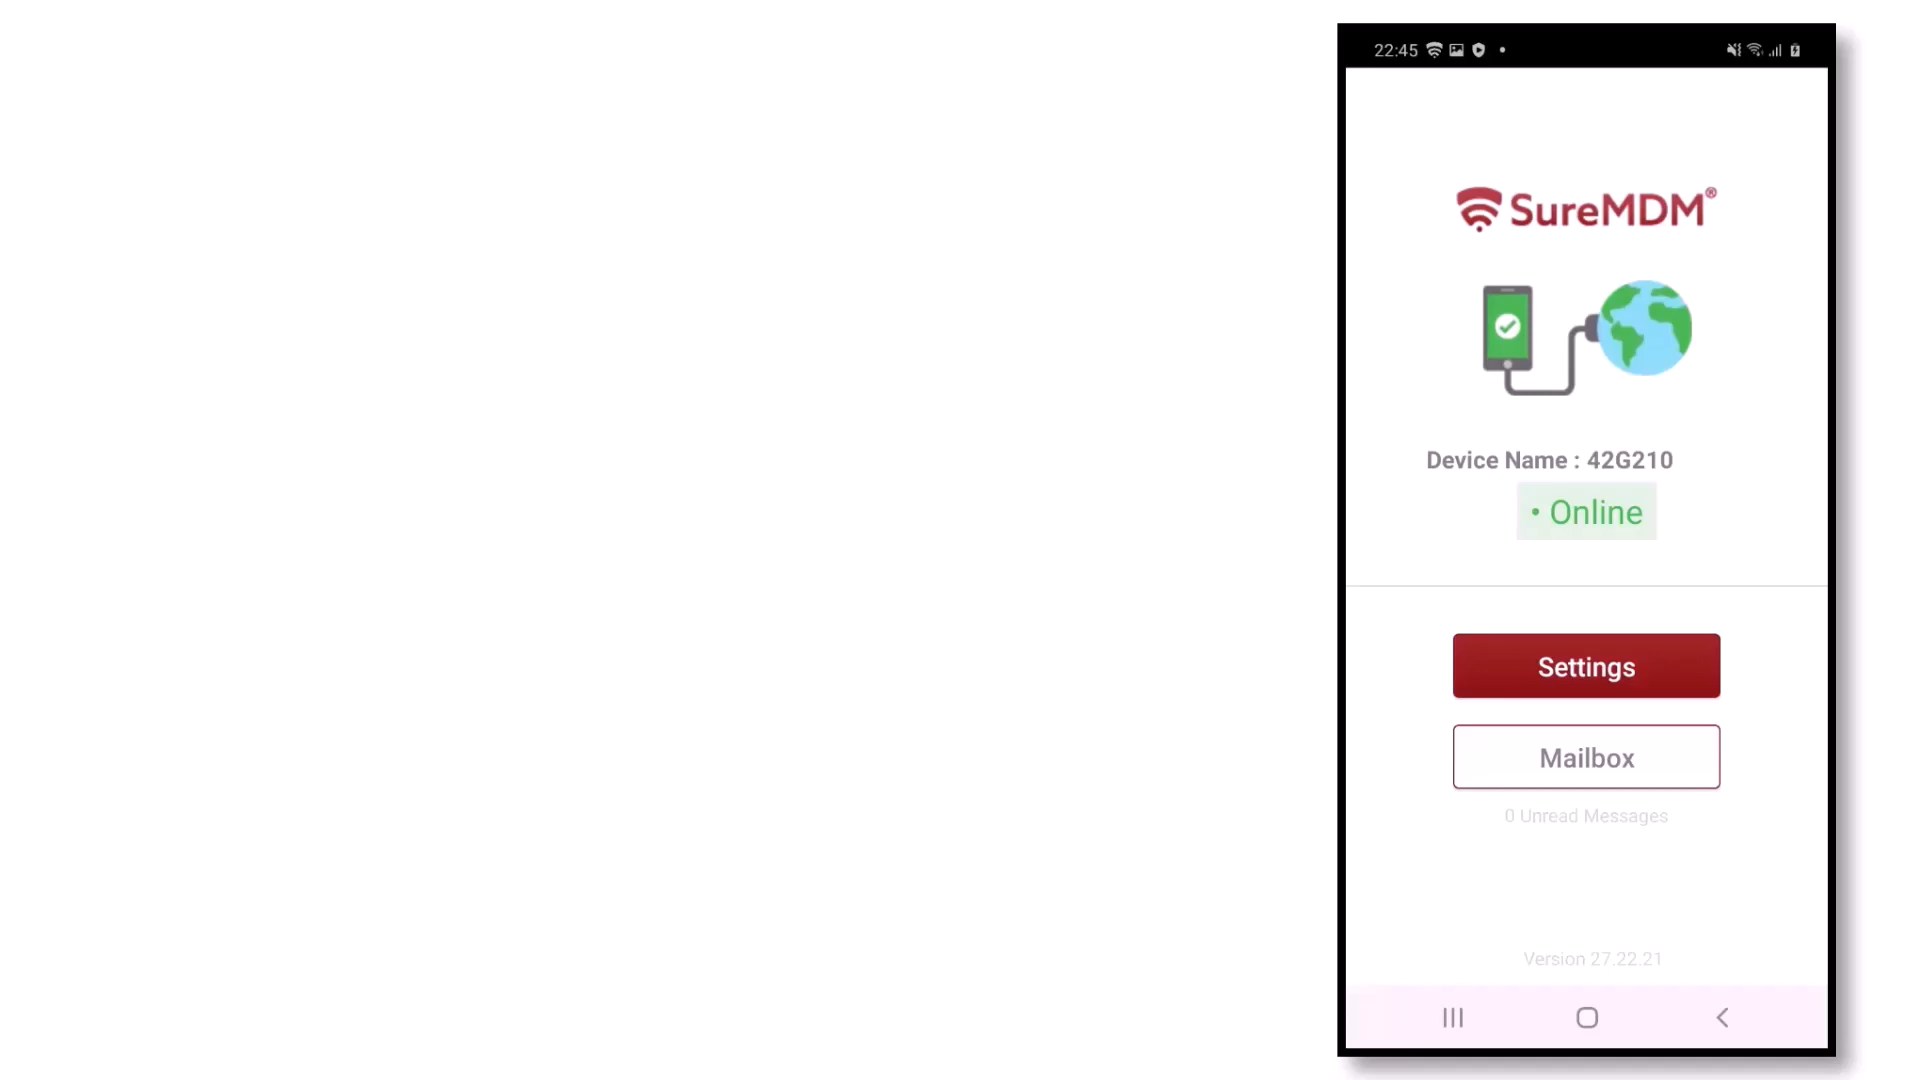 22:45
SureMDM®
Device Name : 42G210
• Online
Settings
Mailbox
0 Unread Messages
Version 27.22.21